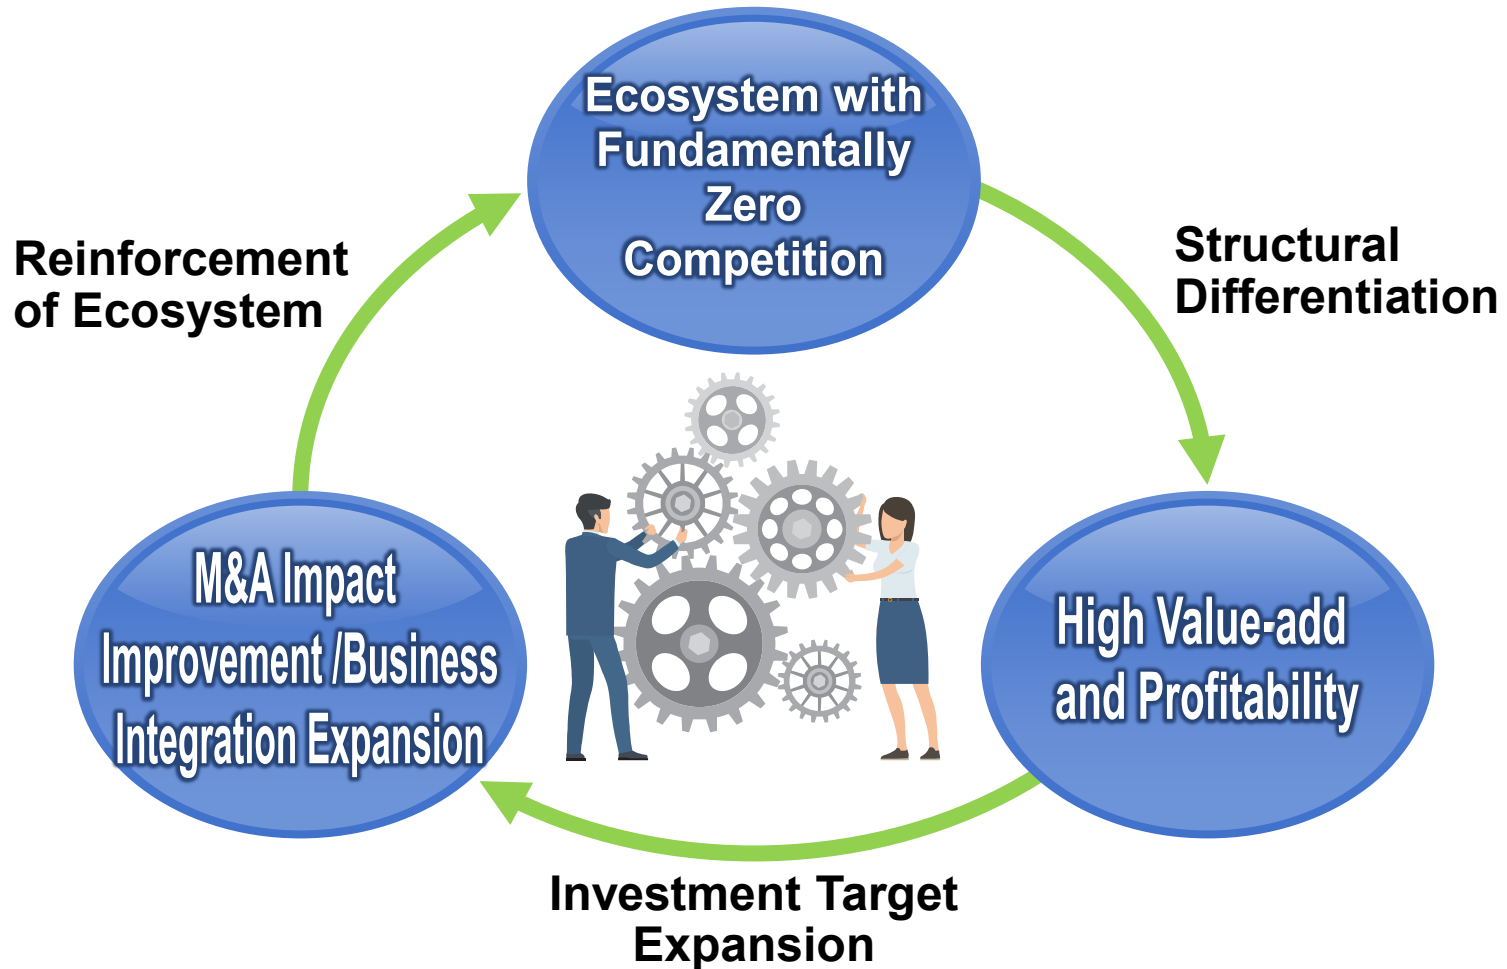 Ecosystem with
Fundamentally
Zero
Competition
Reinforcement
of Ecosystem
Structural
Differentiation
M&A Impact
Improvement /Business
Integration Expansion
High Value-add
and Profitability
Investment Target
Expansion